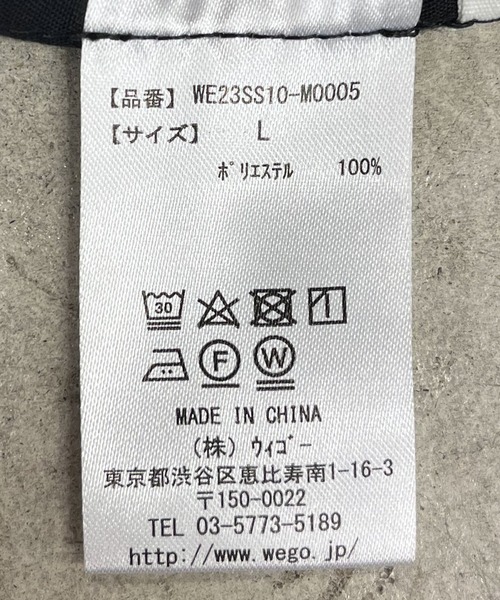 【品番】 WE23SS10-M0005
【サイズ】 L
ﾎﾟﾘｴｽﾃﾙ 100%
30
F W
MADE IN CHINA
(株) ｳｨｺﾞｰ
東京都渋谷区恵比寿南1-16-3
〒150-0022
TEL 03-5773-5189
http://www.wego.jp/